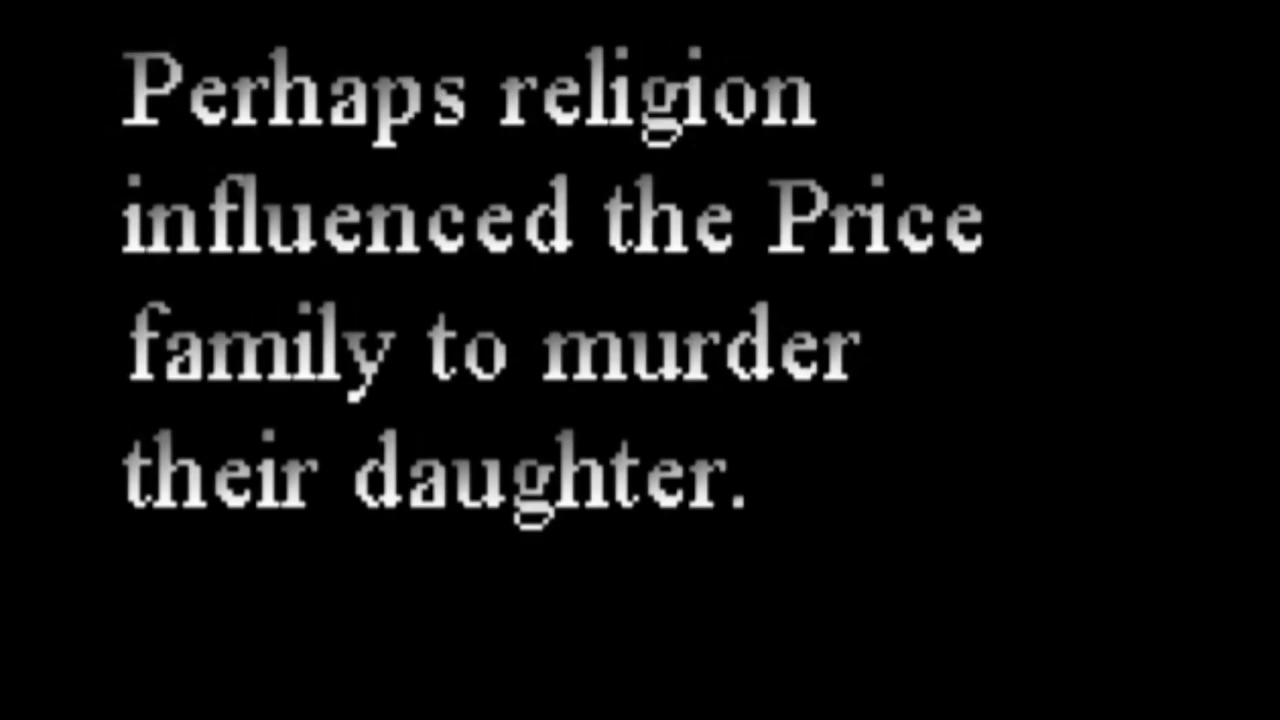 Perhaps religion
influenced the Price
family to murder
their daughter.